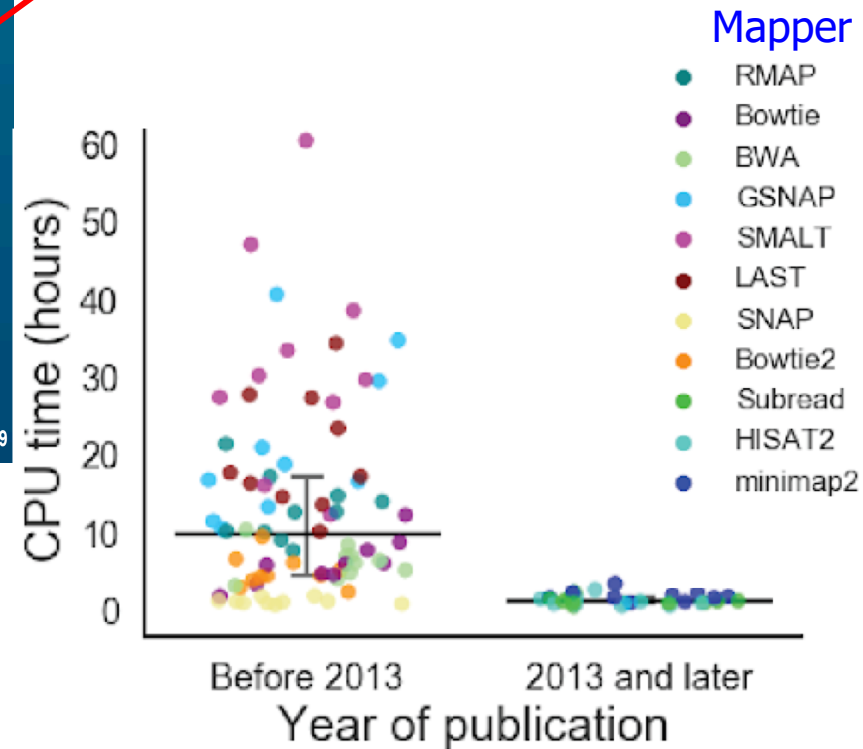 Mapper
RMAP
Bowtie
BWA
GSNAP
SMALT
LAST
SNAP
Bowtie2
Subread
HISAT2
minimap2
CPU time (hours)
60
50
40
30
20
10
0
9
Before 2013
2013 and later
Year of publication